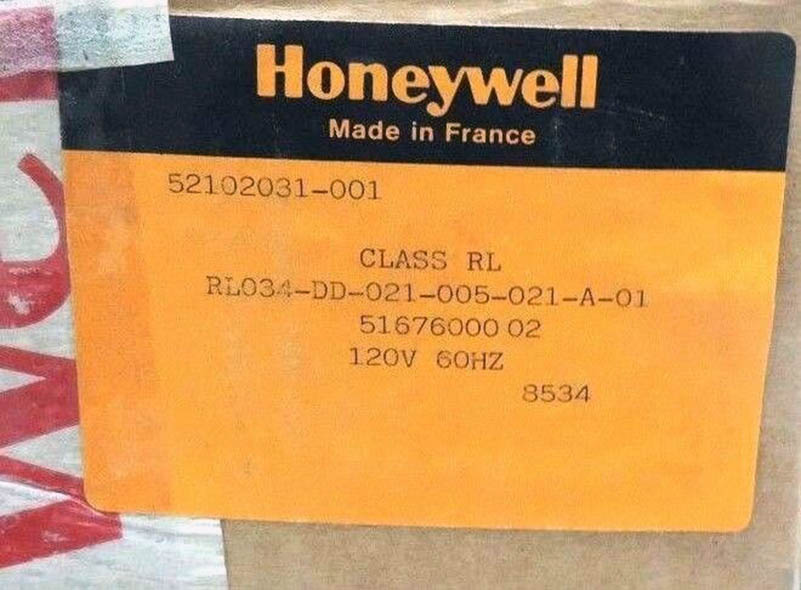 Honeywell
Made in France
52102031-001
CLASS RL
RL034-DD-021-005-021-A-01
51676000 02
120V 60HZ
8534